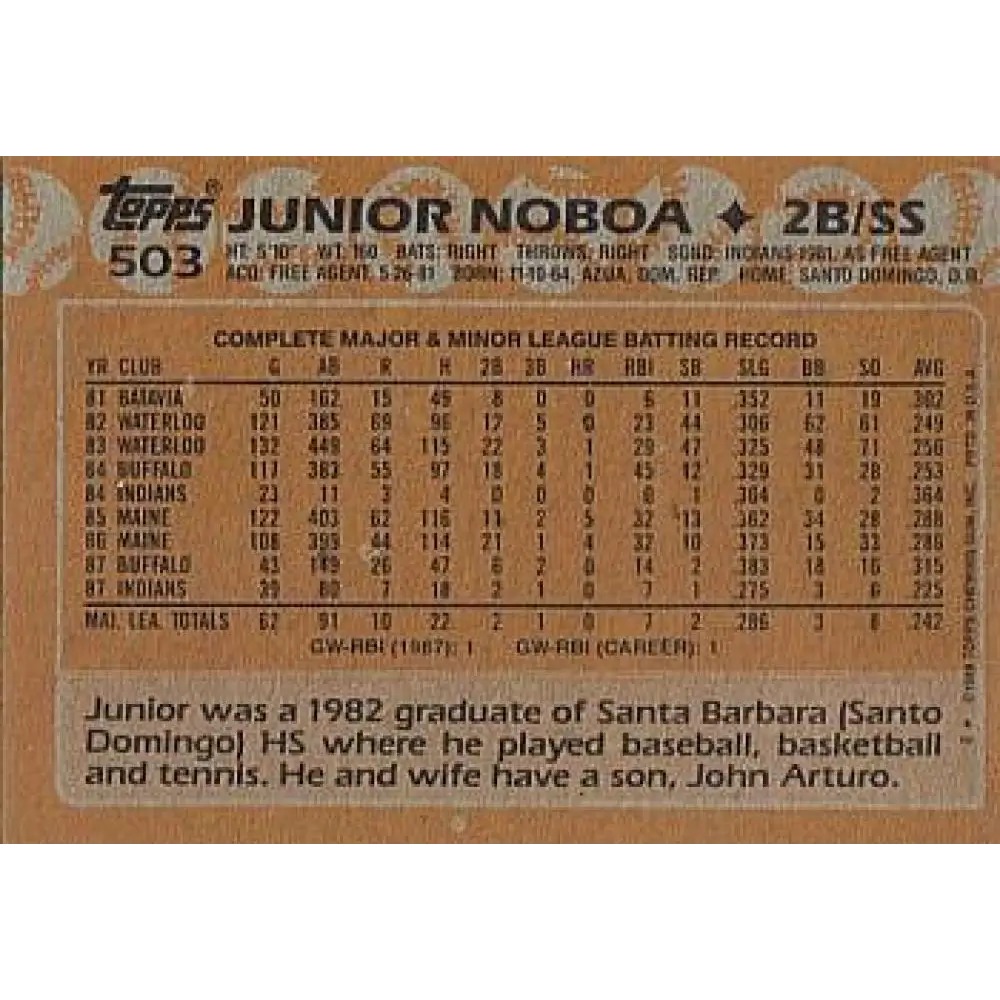 Topps® JUNIOR NOBOA ✦ 2B/SS
503 HT: 5'10" WT: 160 BATS: RIGHT THROWS: RIGHT SGND: INDIANS-1981, AS FREE AGENT
ACQ: FREE AGENT, 5-26-81 BORN: 11-10-64, AZUA, DOM. REP. HOME: SANTO DOMINGO, D.R.
COMPLETE MAJOR & MINOR LEAGUE BATTING RECORD
YR CLUB G AB R H 2B 3B HR RBI SB SLG BB SO AVG
81 BATAVIA 50 162 15 49 8 0 0 6 11 .352 11 19 .302
82 WATERLOO 121 385 69 96 12 5 0 23 44 .306 62 61 .249
83 WATERLOO 132 449 64 115 22 3 1 29 47 .325 48 71 .256
84 BUFFALO 117 383 55 97 18 4 1 45 12 .329 31 28 .253
84 INDIANS 23 11 3 4 0 0 0 0 1 .364 0 2 .364
85 MAINE 122 403 62 116 11 2 5 32 13 .362 34 28 .288
86 MAINE 108 399 44 114 21 1 4 32 10 .373 15 33 .286
87 BUFFALO 43 149 26 47 6 2 0 14 2 .383 18 16 .315
87 INDIANS 39 80 7 18 2 1 0 7 1 .275 3 6 .225
MAJ. LEA. TOTALS 62 91 10 22 2 1 0 7 2 .286 3 8 .242
GW-RBI (1987): 1 GW-RBI (CAREER): 1
Junior was a 1982 graduate of Santa Barbara (Santo
Domingo) HS where he played baseball, basketball
and tennis. He and wife have a son, John Arturo.
©1988 TOPPS CHEWING GUM, INC. PRTD. IN U.S.A.